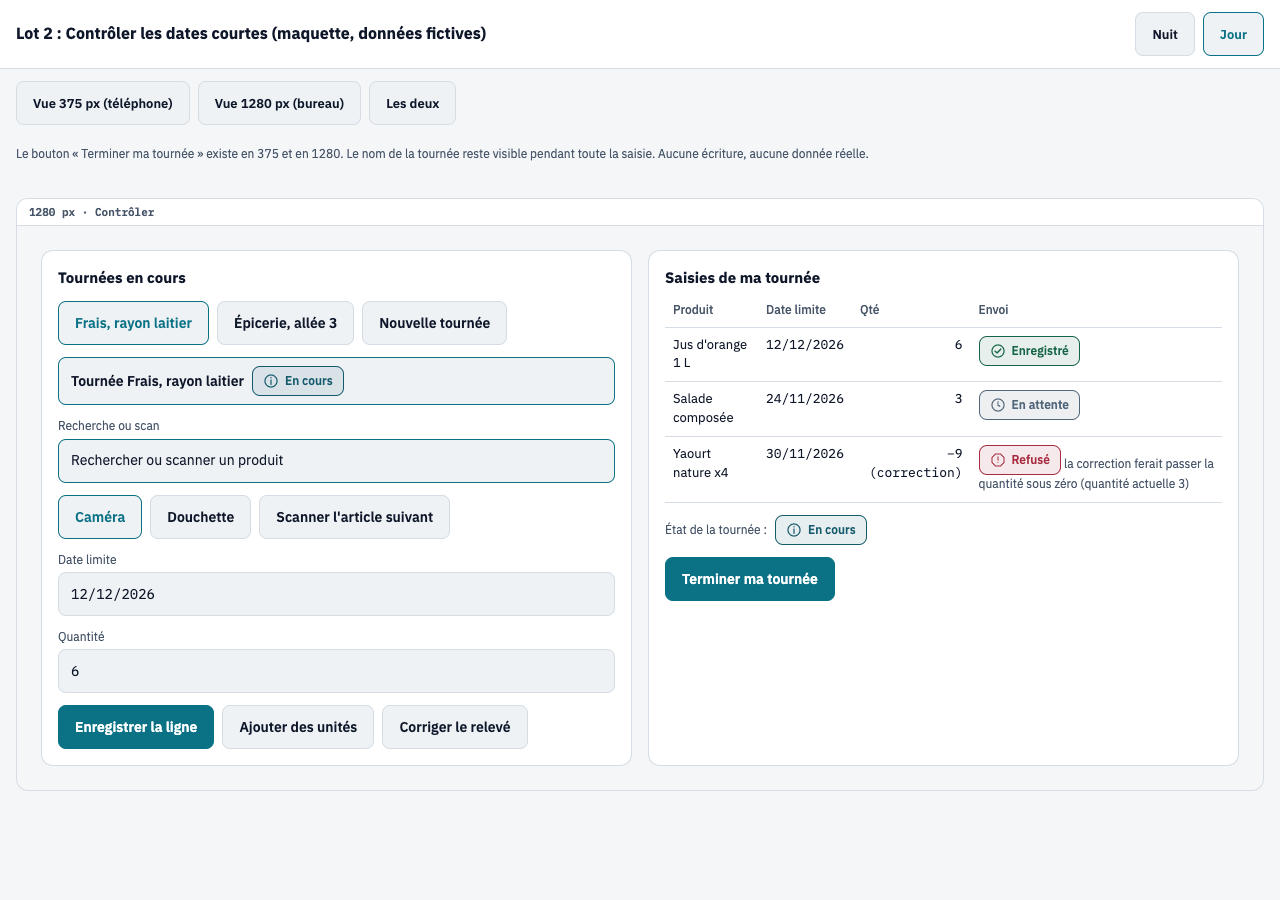 Lot 2 : Contrôler les dates courtes (maquette, données fictives)
Nuit
Jour
Vue 375 px (téléphone)
Vue 1280 px (bureau)
Les deux
Le bouton « Terminer ma tournée » existe en 375 et en 1280. Le nom de la tournée reste visible pendant toute la saisie. Aucune écriture, aucune donnée réelle.
1280 px · Contrôler
Tournées en cours
Frais, rayon laitier
Épicerie, allée 3
Nouvelle tournée
Tournée Frais, rayon laitier
En cours
Recherche ou scan
Rechercher ou scanner un produit
Caméra
Douchette
Scanner l'article suivant
Date limite
12/12/2026
Quantité
6
Enregistrer la ligne
Ajouter des unités
Corriger le relevé
Saisies de ma tournée
Produit Date limite Qté Envoi
Jus d'orange 12/12/2026 6 Enregistré
1 L
Salade 24/11/2026 3 En attente
composée
Yaourt 30/11/2026 −9 Refusé la correction ferait passer la
nature x4 (correction) quantité sous zéro (quantité actuelle 3)
État de la tournée : En cours
Terminer ma tournée